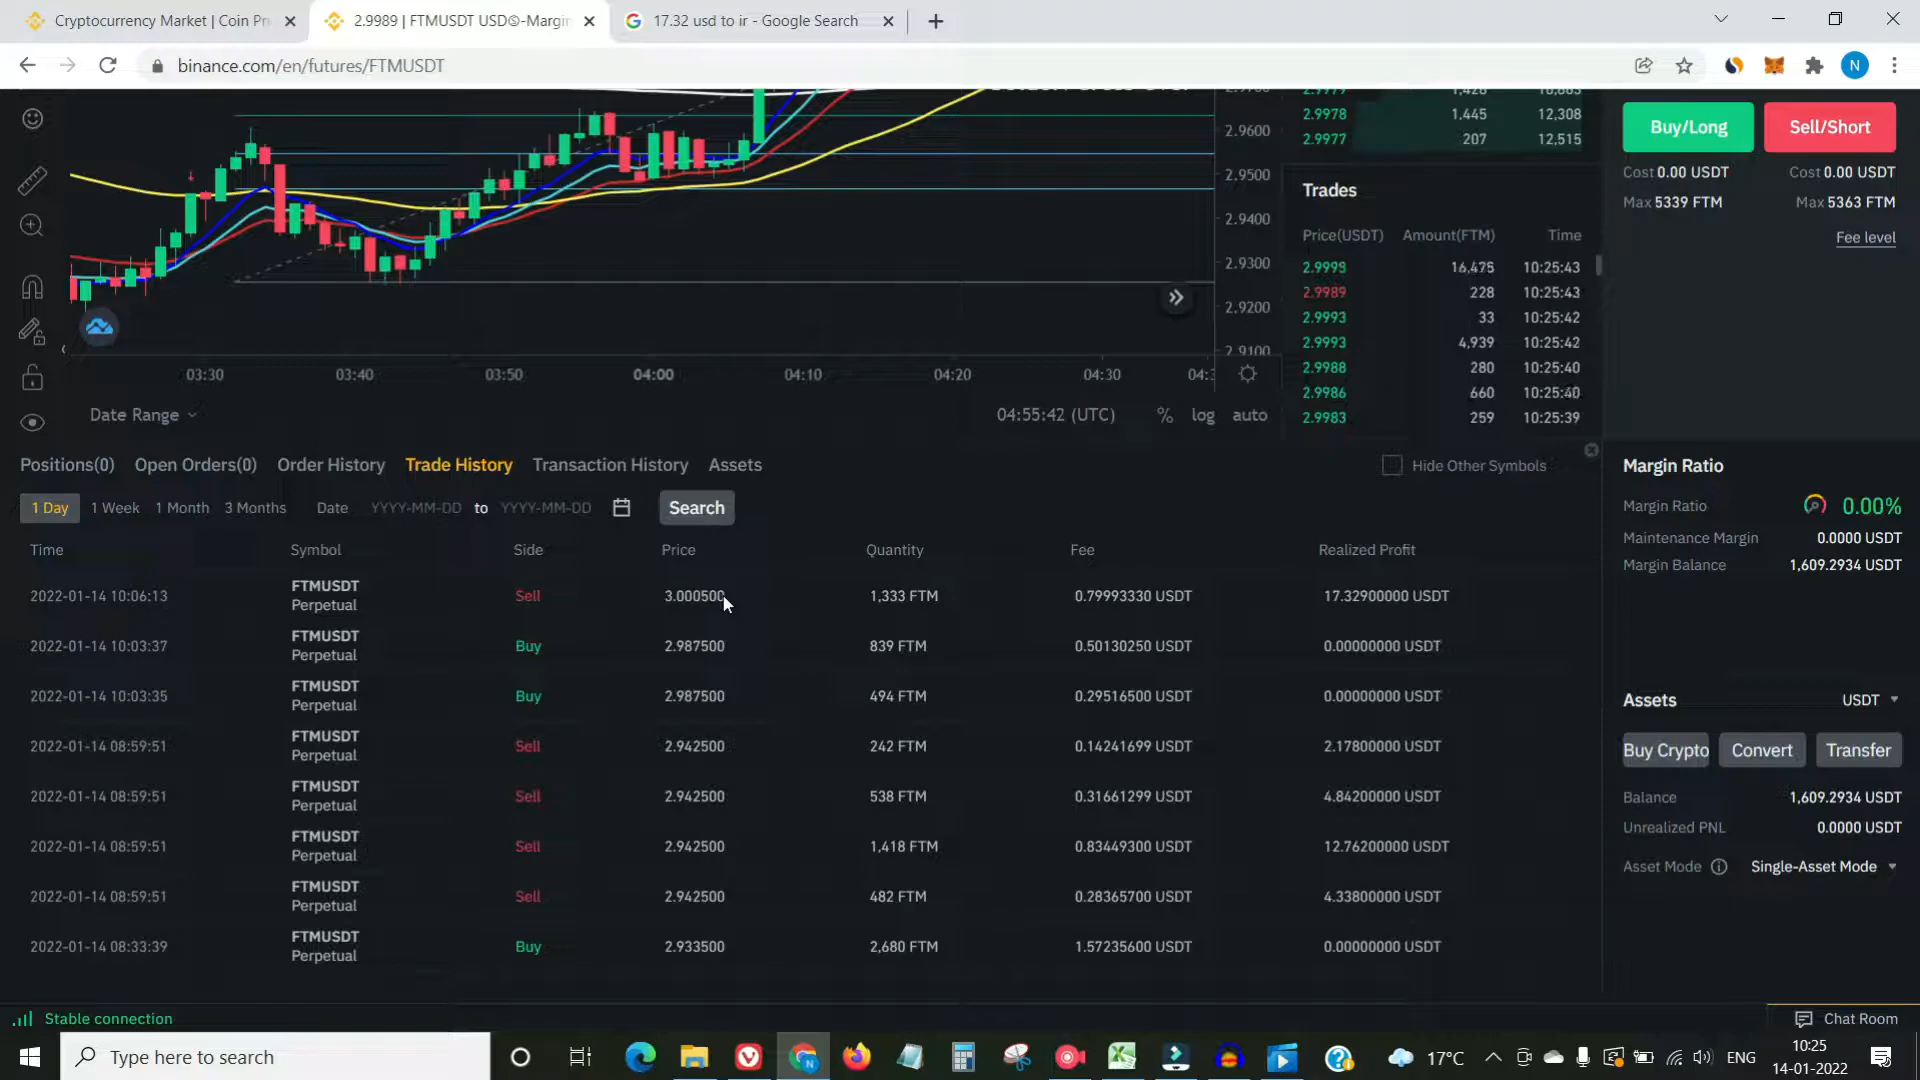 Cryptocurrency Market | Coin Pri
2.9989 | FTMUSDT USDⓈ-Margin
17.32 usd to ir - Google Search
binance.com/en/futures/FTMUSDT
N
2.9978 1.445 12,308
2.9977 207 12,515
Buy/Long Sell/Short
Cost 0.00 USDT Cost 0.00 USDT
Max 5339 FTM Max 5363 FTM
Fee level
2.9600
2.9500
2.9400
2.9300
2.9200
2.9100
Trades
Price(USDT) Amount(FTM) Time
2.9993 16,475 10:25:43
2.9989 228 10:25:43
2.9993 33 10:25:42
2.9993 4,939 10:25:42
2.9988 280 10:25:40
2.9986 660 10:25:40
2.9983 259 10:25:39
03:30 03:40 03:50 04:00 04:10 04:20 04:30
Date Range 04:55:42 (UTC) % log auto
Positions(0) Open Orders(0) Order History Trade History Transaction History Assets Hide Other Symbols
1 Day 1 Week 1 Month 3 Months Date YYYY-MM-DD to YYYY-MM-DD Search
Time Symbol Side Price Quantity Fee Realized Profit
2022-01-14 10:06:13 FTMUSDT Perpetual Sell 3.000500 1,333 FTM 0.79993330 USDT 17.32900000 USDT
2022-01-14 10:03:37 FTMUSDT Perpetual Buy 2.987500 839 FTM 0.50130250 USDT 0.00000000 USDT
2022-01-14 10:03:35 FTMUSDT Perpetual Buy 2.987500 494 FTM 0.29516500 USDT 0.00000000 USDT
2022-01-14 08:59:51 FTMUSDT Perpetual Sell 2.942500 242 FTM 0.14241699 USDT 2.17800000 USDT
2022-01-14 08:59:51 FTMUSDT Perpetual Sell 2.942500 538 FTM 0.31661299 USDT 4.84200000 USDT
2022-01-14 08:59:51 FTMUSDT Perpetual Sell 2.942500 1,418 FTM 0.83449300 USDT 12.76200000 USDT
2022-01-14 08:59:51 FTMUSDT Perpetual Sell 2.942500 482 FTM 0.28365700 USDT 4.33800000 USDT
2022-01-14 08:33:39 FTMUSDT Perpetual Buy 2.933500 2,680 FTM 1.57235600 USDT 0.00000000 USDT
Margin Ratio
Margin Ratio 0.00%
Maintenance Margin 0.0000 USDT
Margin Balance 1,609.2934 USDT
Assets USDT
Buy Crypto Convert Transfer
Balance 1,609.2934 USDT
Unrealized PNL 0.0000 USDT
Asset Mode Single-Asset Mode
Stable connection Chat Room
Type here to search 17°C ENG
10:25
14-01-2022